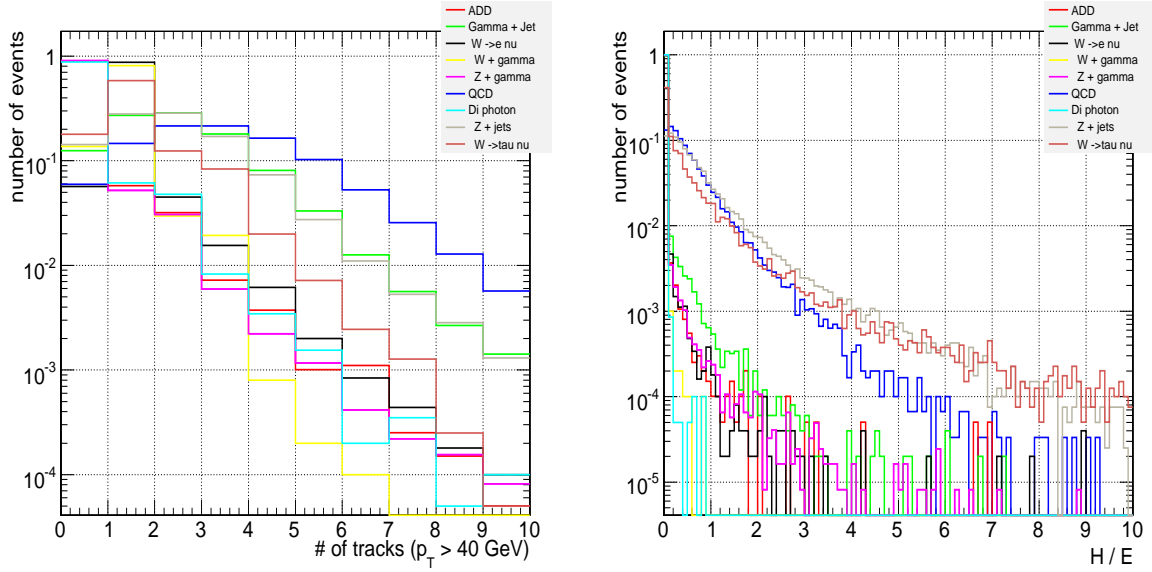 number of events
1
10^-1
10^-2
10^-3
10^-4
0 1 2 3 4 5 6 7 8 9 10
# of tracks (p_T > 40 GeV)
ADD
Gamma + Jet
W ->e nu
W + gamma
Z + gamma
QCD
Di photon
Z + jets
W ->tau nu
number of events
1
10^-1
10^-2
10^-3
10^-4
10^-5
0 1 2 3 4 5 6 7 8 9 10
H / E
ADD
Gamma + Jet
W ->e nu
W + gamma
Z + gamma
QCD
Di photon
Z + jets
W ->tau nu